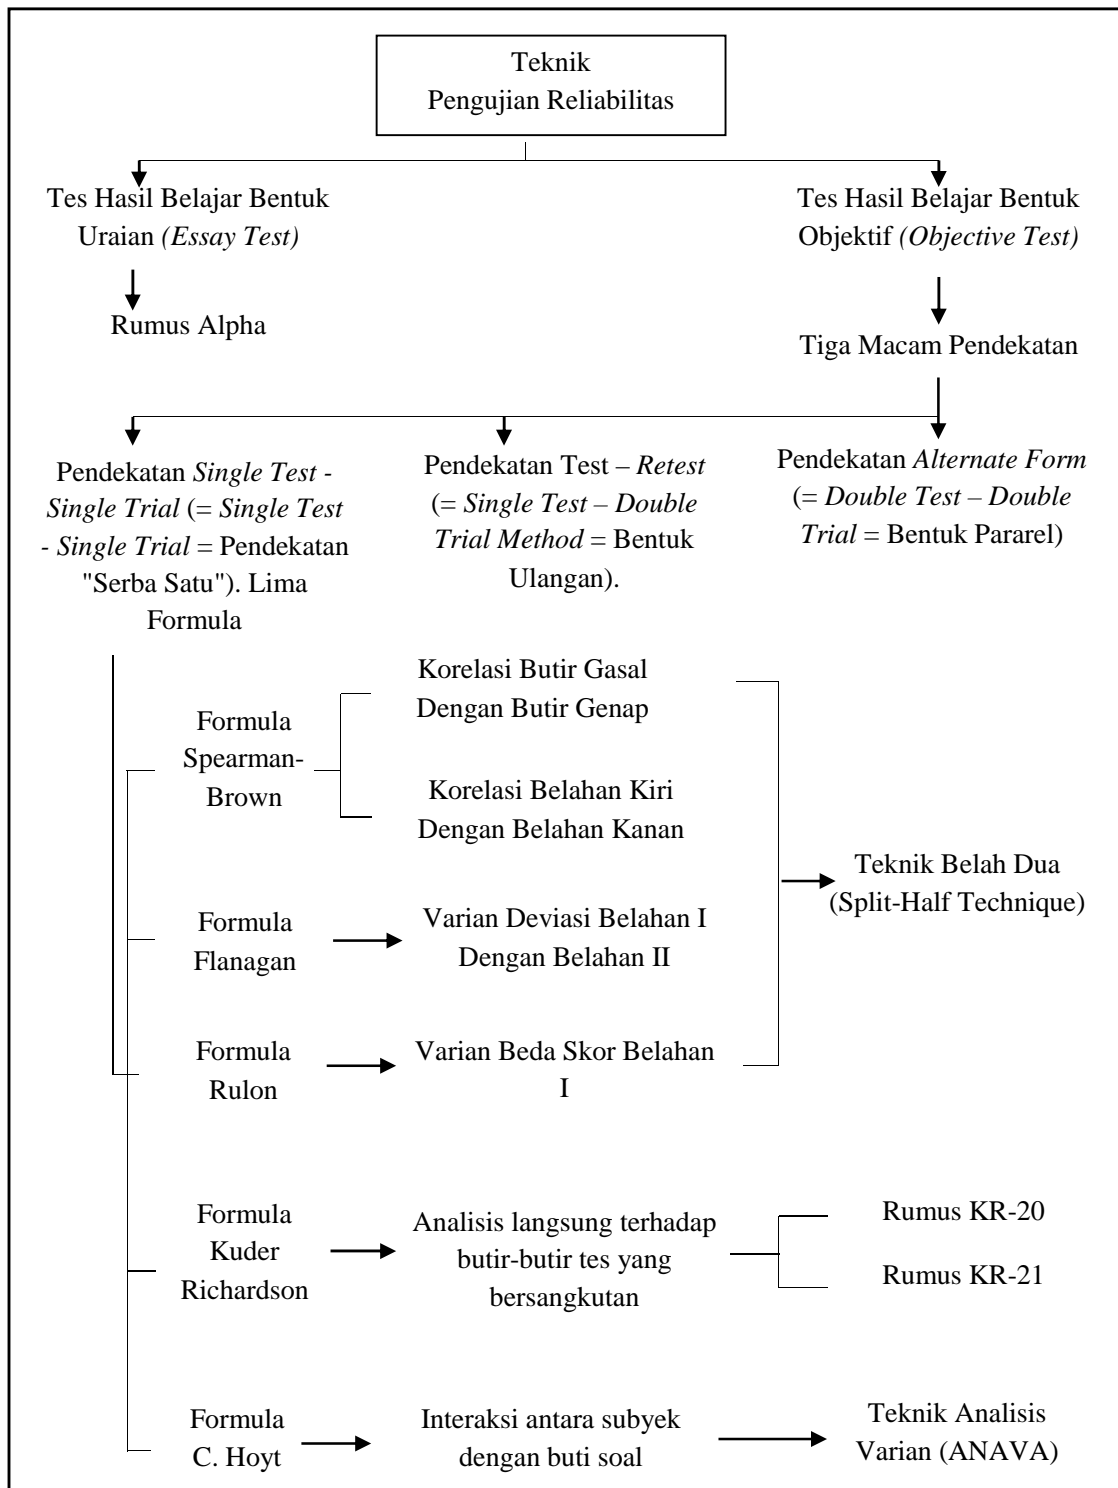 Teknik
Pengujian Reliabilitas
Tes Hasil Belajar Bentuk
Uraian (Essay Test)
Tes Hasil Belajar Bentuk
Objektif (Objective Test)
Rumus Alpha
Tiga Macam Pendekatan
Pendekatan Single Test -
Single Trial (= Single Test
- Single Trial = Pendekatan
"Serba Satu"). Lima
Formula
Pendekatan Test – Retest
(= Single Test – Double
Trial Method = Bentuk
Ulangan).
Pendekatan Alternate Form
(= Double Test – Double
Trial = Bentuk Pararel)
Formula
Spearman-
Brown
Korelasi Butir Gasal
Dengan Butir Genap
Korelasi Belahan Kiri
Dengan Belahan Kanan
Teknik Belah Dua
(Split-Half Technique)
Formula
Flanagan
Varian Deviasi Belahan I
Dengan Belahan II
Formula
Rulon
Varian Beda Skor Belahan
I
Formula
Kuder
Richardson
Analisis langsung terhadap
butir-butir tes yang
bersangkutan
Rumus KR-20
Rumus KR-21
Formula
C. Hoyt
Interaksi antara subyek
dengan buti soal
Teknik Analisis
Varian (ANAVA)